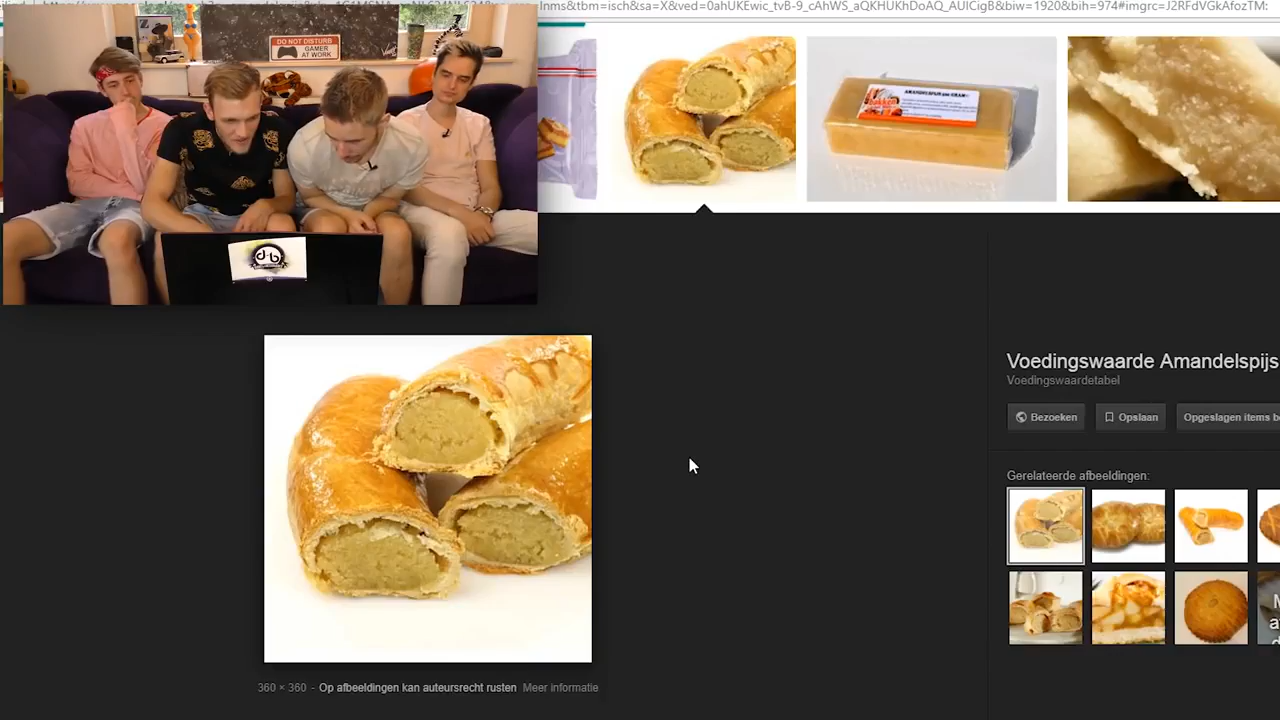 lnms&tbm=isch&sa=X&ved=0ahUKEwic_tvB-9_cAhWS_aQKHUKhDoAQ_AUICigB&biw=1920&bih=974#imgrc=J2RFdVGkAfozTM:
DO NOT DISTURB
GAMER
AT WORK
Voedingswaarde Amandelspijs
Voedingswaardetabel
Bezoeken
Opslaan
Opgeslagen items b
Gerelateerde afbeeldingen:
360 × 360 - Op afbeeldingen kan auteursrecht rusten Meer informatie